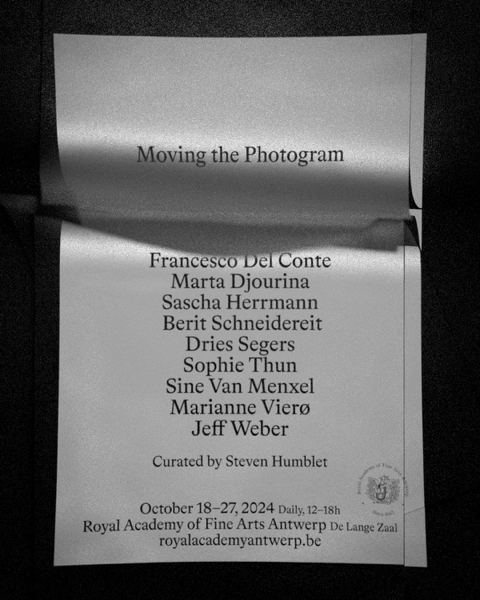 Moving the Photogram
Francesco Del Conte
Marta Djourina
Sascha Herrmann
Berit Schneidereit
Dries Segers
Sophie Thun
Sine Van Menxel
Marianne Vierø
Jeff Weber
Curated by Steven Humblet
October 18–27, 2024 Daily, 12–18h
Royal Academy of Fine Arts Antwerp De Lange Zaal
royalacademyantwerp.be